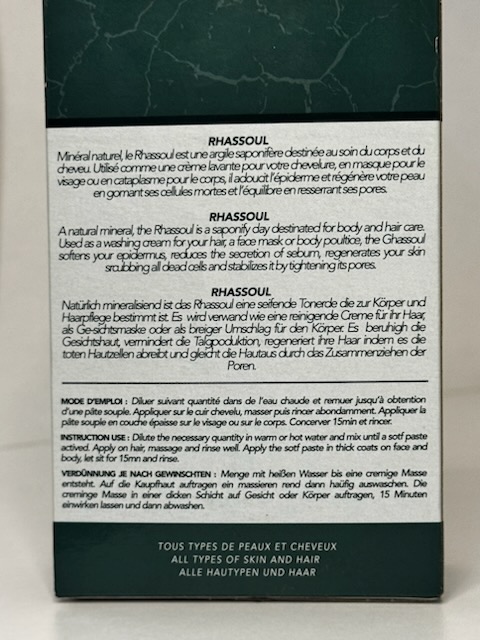 RHASSOUL
Minéral naturel, le Rhassoul est une argile saponifère destinée au soin du corps et du
cheveu. Utilisé comme une crème lavante pour votre chevelure, en masque pour le
visage ou en cataplasme pour le corps, il adoucit l'épiderme et régénère votre peau
en gomant ses cellules mortes et l'équilibre en resserrant ses pores.
RHASSOUL
A natural mineral, the Rhassoul is a saponify day destinated for body and hair care.
Used as a washing cream for your hair, a face mask or body poultice, the Ghassoul
softens your epidermus, reduces the secretion of seburn, regenerates your skin
srcubbing all dead cells and stabilizes it by tightening its pores.
RHASSOUL
Natürlich mineralsiend ist das Rhassoul eine seifende Tonerde die zur Körper und
Haarpflege bestimmt ist. Es wird verwand wie eine reinigende Creme für ihr Haar,
als Ge-sichtsmaske oder als breiger Umschlag für den Körper. Es beruhigh die
Gesichtshaut, vermindert die Talgpoduktion, regeneriert ihre Haar indem es die
toten Hautzellen abreibt und gleicht die Hautaus durch das Zusammenziehen der
Poren.
MODE D'EMPLOI : Diluer suivant quantité dans de l'eau chaude et remuer jusqu'à obtention
d'une pâte souple. Appliquer sur le cuir chevelu, masser puis rincer abondamment. Appliquer la
pâte souple en couche épaisse sur le visage ou sur le corps. Concerver 15min et rincer.
INSTRUCTION USE : Dilute the necessary quantity in warm or hot water and mix until a sotf paste
actived. Apply on hair, massage and rinse well. Apply the sotf paste in thick coats on face and
body, let sit for 15mn and rinse.
VERDÜNNUNG JE NACH GEWINSCHTEN : Menge mit heißen Wasser bis eine cremige Masse
entsteht. Auf die Kaupfhaut auftragen ein massieren rend dann haüfig auswaschen. Die
creminge Masse in einer dicken Schicht auf Gesicht oder Körper auftragen, 15 Minuten
einwirken lassen und dann abwashen.
TOUS TYPES DE PEAUX ET CHEVEUX
ALL TYPES OF SKIN AND HAIR
ALLE HAUTYPEN UND HAAR